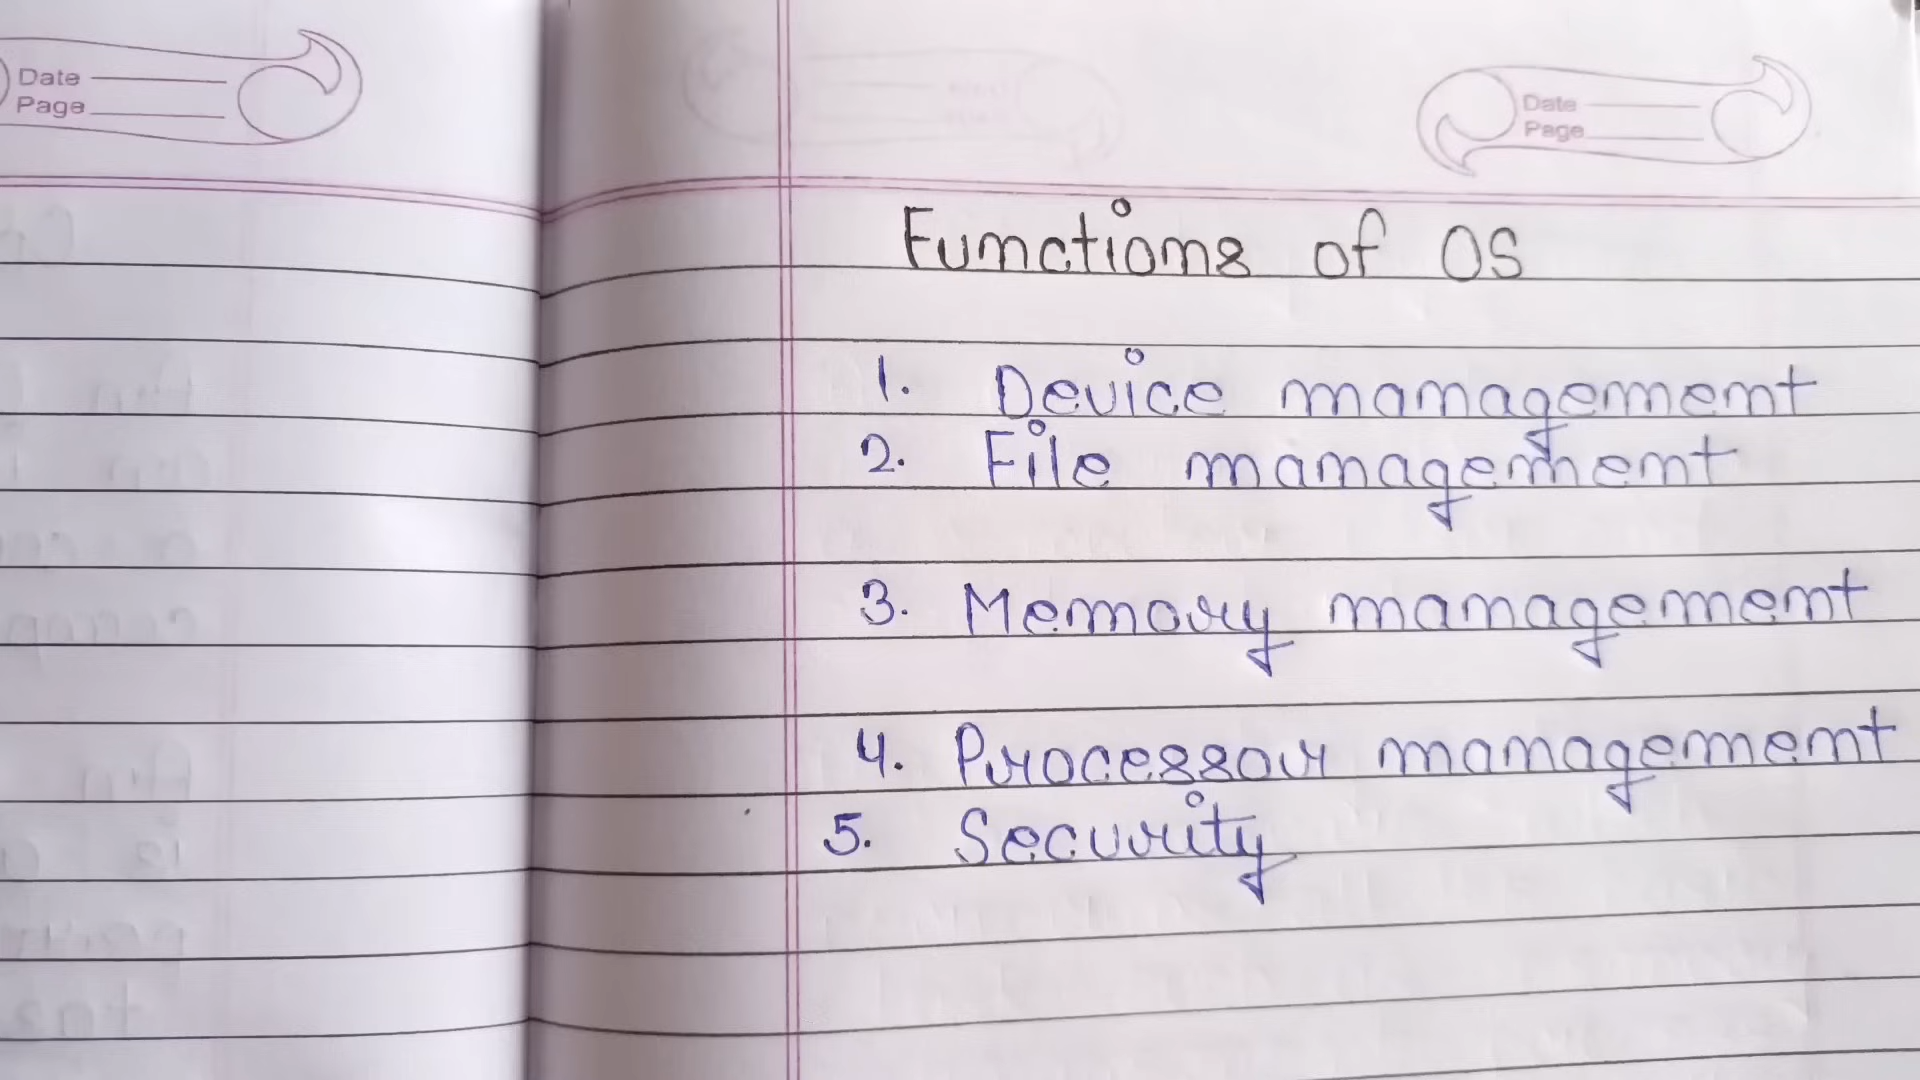 Date
Page
Date
Page
Functions of OS
1. Device management
2. File management
3. Memory management
4. Processor management
5. Security